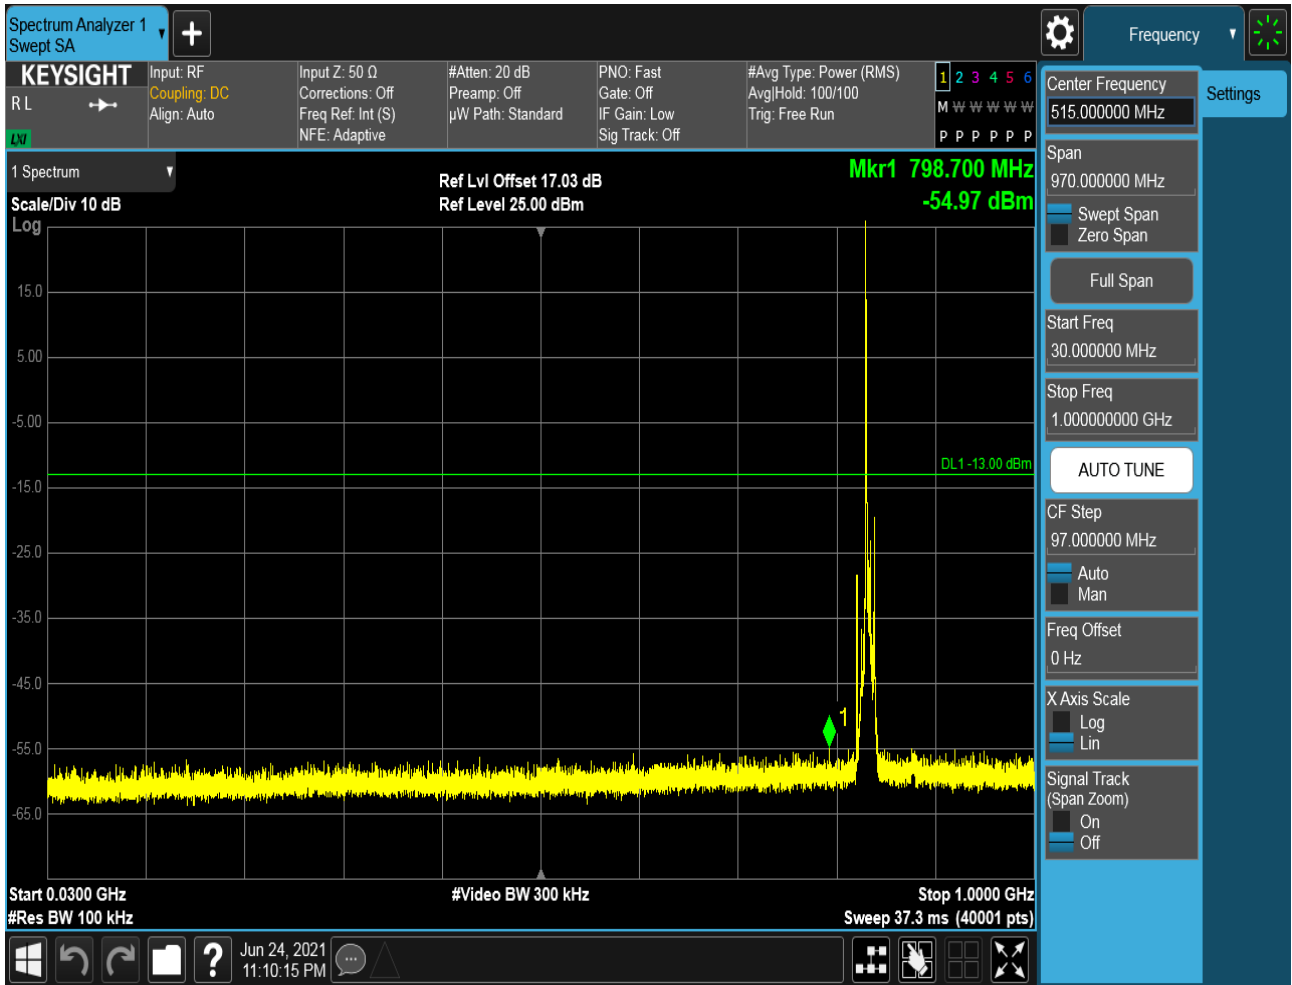 Spectrum Analyzer 1
Swept SA
Frequency
KEYSIGHT
R L
LXI
Input: RF
Coupling: DC
Align: Auto
Input Z: 50 Ω
Corrections: Off
Freq Ref: Int (S)
NFE: Adaptive
#Atten: 20 dB
Preamp: Off
µW Path: Standard
PNO: Fast
Gate: Off
IF Gain: Low
Sig Track: Off
#Avg Type: Power (RMS)
Avg|Hold: 100/100
Trig: Free Run
1 2 3 4 5 6
M W W W W W
P P P P P P
1 Spectrum
Scale/Div 10 dB
Log
Ref Lvl Offset 17.03 dB
Ref Level 25.00 dBm
Mkr1 798.700 MHz
-54.97 dBm
15.0
5.00
-5.00
-15.0
-25.0
-35.0
-45.0
-55.0
-65.0
DL1 -13.00 dBm
1
Start 0.0300 GHz
#Res BW 100 kHz
#Video BW 300 kHz
Stop 1.0000 GHz
Sweep 37.3 ms (40001 pts)
Center Frequency
515.000000 MHz
Span
970.000000 MHz
Swept Span
Zero Span
Full Span
Start Freq
30.000000 MHz
Stop Freq
1.000000000 GHz
AUTO TUNE
CF Step
97.000000 MHz
Auto
Man
Freq Offset
0 Hz
X Axis Scale
Log
Lin
Signal Track
(Span Zoom)
On
Off
Settings
?
Jun 24, 2021
11:10:15 PM